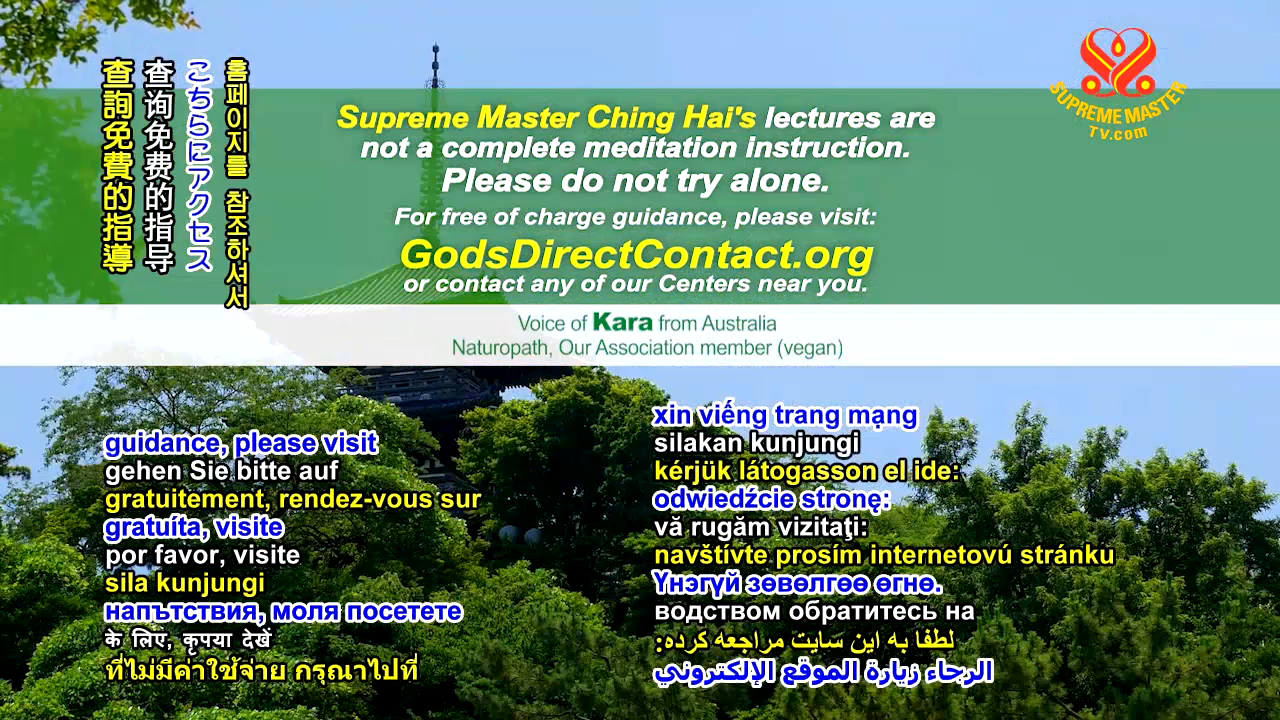 查詢免費的指導
查询免费的指导
こちらにアクセス
홈페이지를 참조하셔서
Supreme Master Ching Hai's lectures are
not a complete meditation instruction.
Please do not try alone.
For free of charge guidance, please visit:
GodsDirectContact.org
or contact any of our Centers near you.
SUPREME MASTER
TV.com
Voice of Kara from Australia
Naturopath, Our Association member (vegan)
guidance, please visit
gehen Sie bitte auf
gratuitement, rendez-vous sur
gratuíta, visite
por favor, visite
sila kunjungi
напътствия, моля посетете
के लिए, कृपया देखें
ที่ไม่มีค่าใช้จ่าย กรุณาไปที่
xin viếng trang mạng
silakan kunjungi
kérjük látogasson el ide:
odwiedźcie stronę:
vă rugăm vizitaţi:
navštívte prosím internetovú stránku
Үнэгүй зөвөлгөө өгнө.
водством обратитесь на
لطفا به این سایت مراجعه کرده:
الرجاء زيارة الموقع الإلكتروني